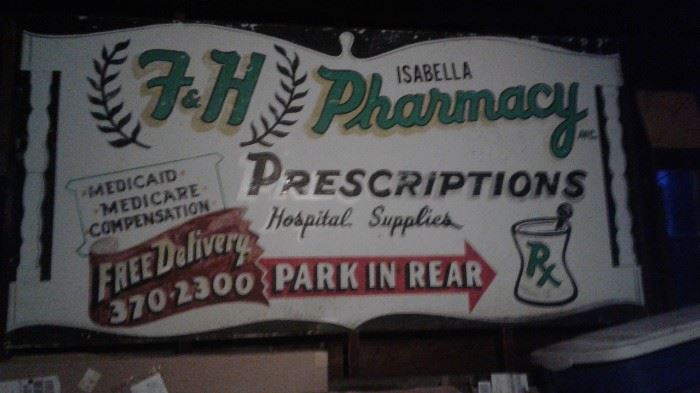 F & H
ISABELLA
Pharmacy INC.
PRESCRIPTIONS
Hospital Supplies
MEDICAID
MEDICARE
COMPENSATION
FREE Delivery
370-2300
PARK IN REAR
Rx